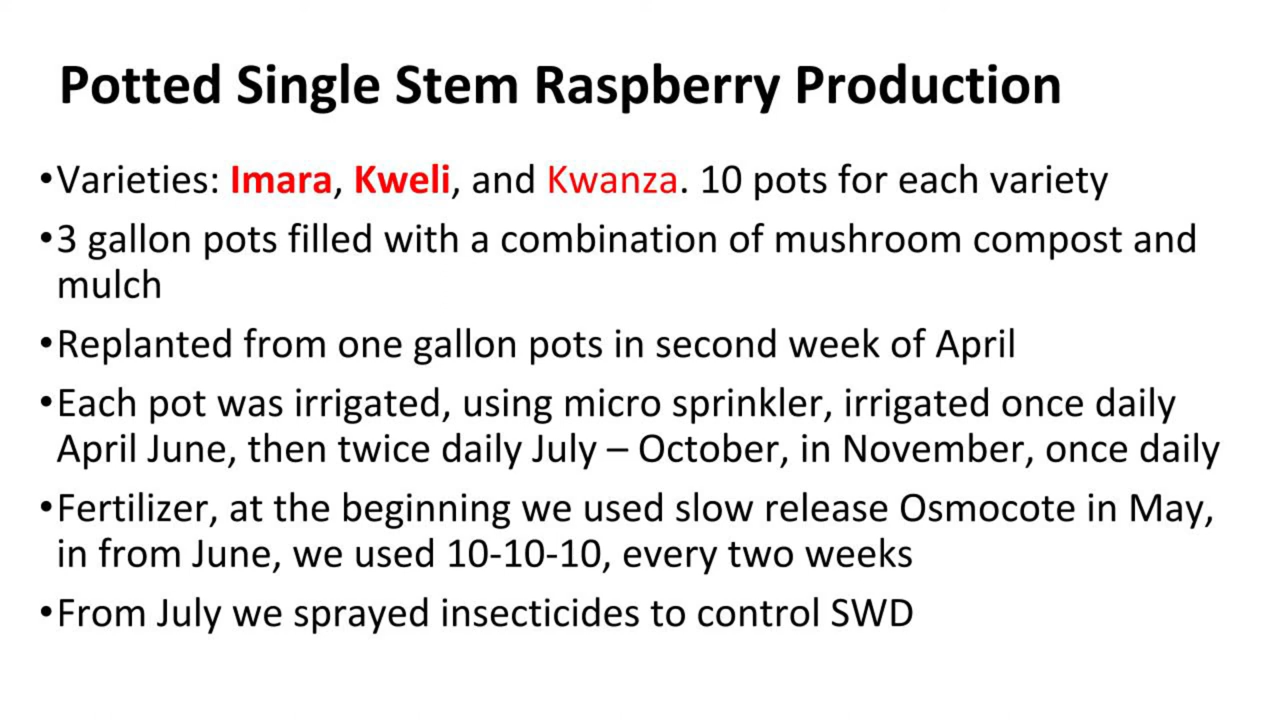 Potted Single Stem Raspberry Production
•Varieties: Imara, Kweli, and Kwanza. 10 pots for each variety
•3 gallon pots filled with a combination of mushroom compost and
mulch
•Replanted from one gallon pots in second week of April
•Each pot was irrigated, using micro sprinkler, irrigated once daily
April June, then twice daily July – October, in November, once daily
•Fertilizer, at the beginning we used slow release Osmocote in May,
in from June, we used 10-10-10, every two weeks
•From July we sprayed insecticides to control SWD